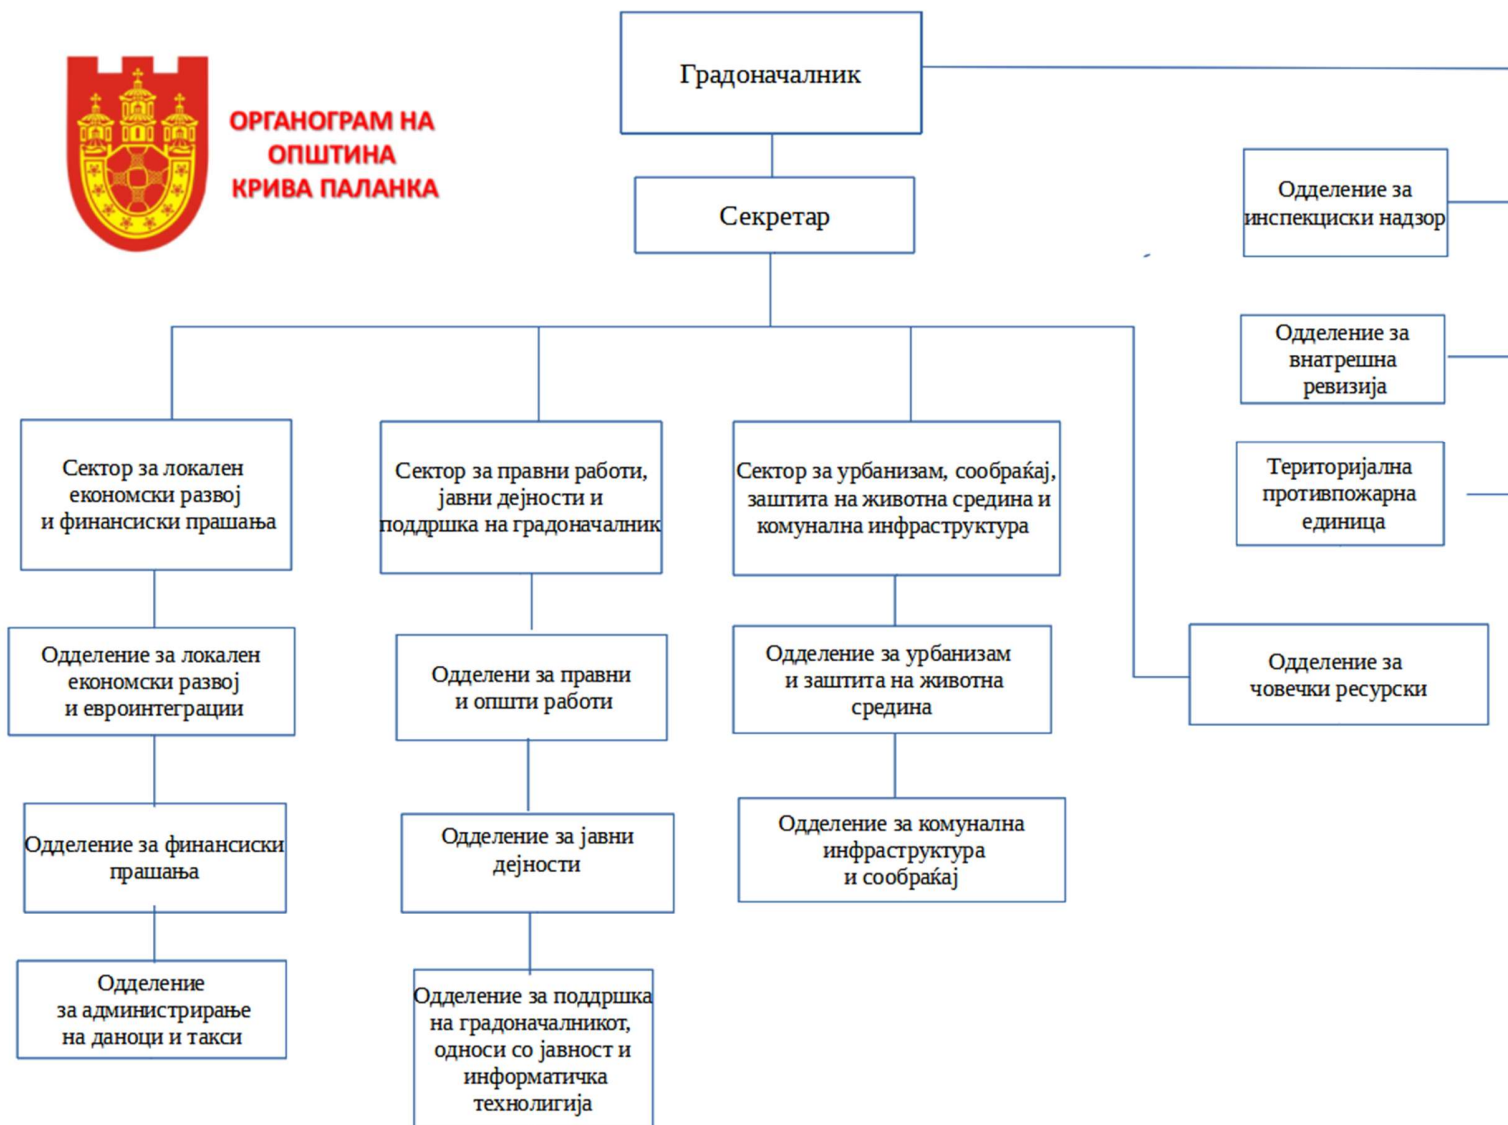 ОРГАНОГРАМ НА
ОПШТИНА
КРИВА ПАЛАНКА
Градоначалник
Секретар
Одделение за
инспекциски надзор
Одделение за
внатрешна
ревизија
Територијална
противпожарна
единица
Сектор за локален
економски развој
и финансиски прашања
Сектор за правни работи,
јавни дејности и
поддршка на градоначалник
Сектор за урбанизам, сообраќај,
заштита на животна средина и
комунална инфраструктура
Одделение за локален
економски развој
и евроинтеграции
Одделени за правни
и општи работи
Одделение за урбанизам
и заштита на животна
средина
Одделение за
човечки ресурски
Одделение за финансиски
прашања
Одделение за јавни
дејности
Одделение за комунална
инфраструктура
и сообраќај
Одделение
за администрирање
на даноци и такси
Одделение за поддршка
на градоначалникот,
односи со јавност и
информатичка
технолигија